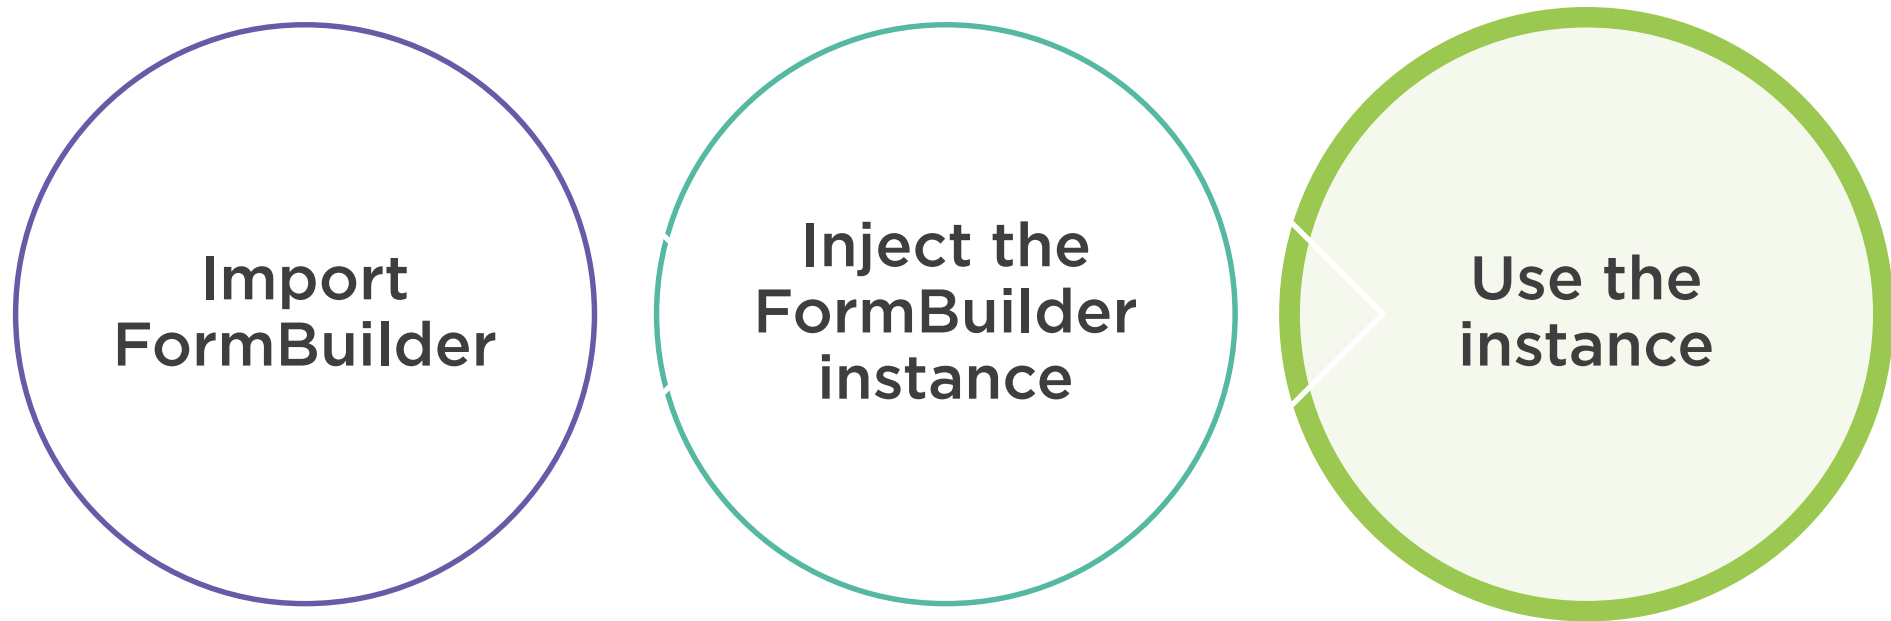 Import
FormBuilder
Inject the
FormBuilder
instance
Use the
instance